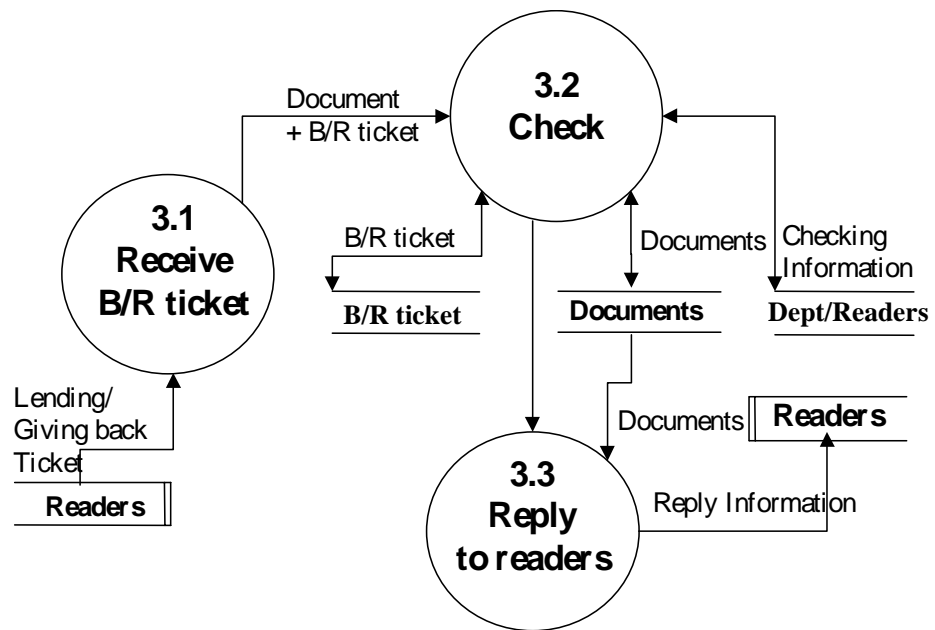 3.2
Check
Document
+ B/R ticket
3.1
Receive
B/R ticket
B/R ticket
Documents
Checking
Information
B/R ticket
Documents
Dept/Readers
Lending/
Giving back
Ticket
Readers
Documents
Readers
3.3
Reply
to readers
Reply Information